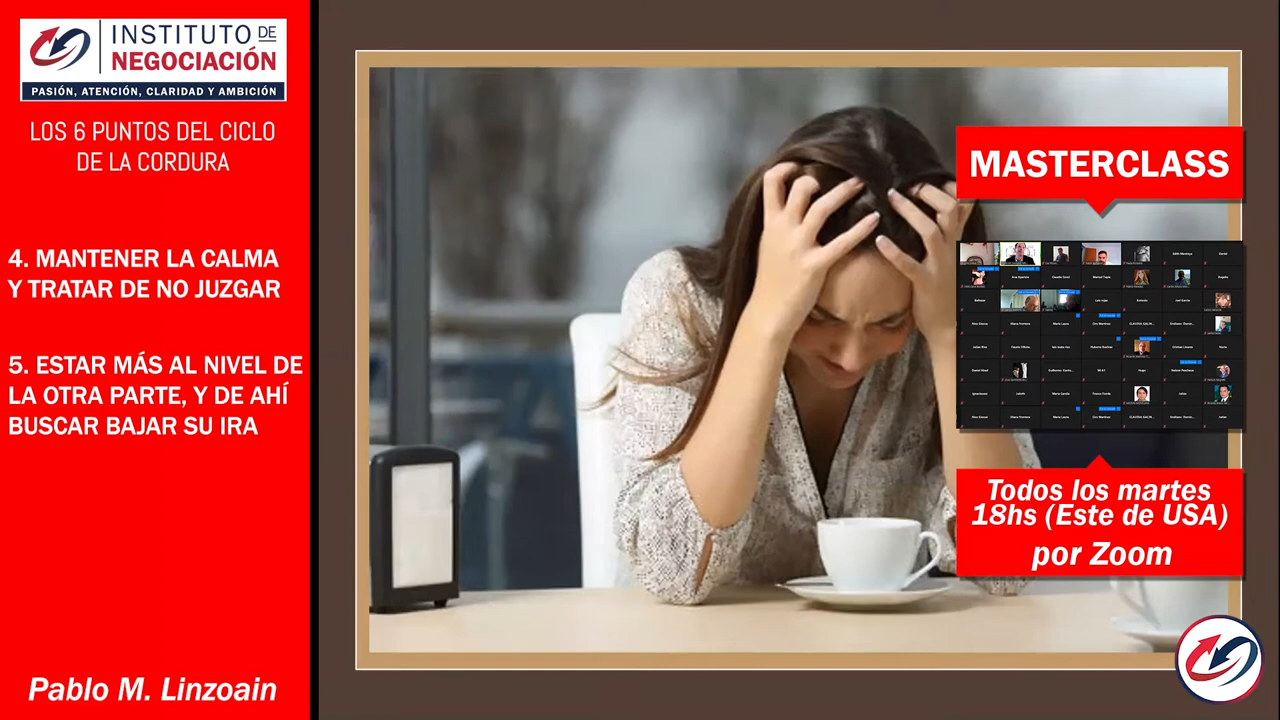 INSTITUTO DE
NEGOCIACIÓN
PASIÓN, ATENCIÓN, CLARIDAD Y AMBICIÓN
LOS 6 PUNTOS DEL CICLO
DE LA CORDURA
4. MANTENER LA CALMA
Y TRATAR DE NO JUZGAR
5. ESTAR MÁS AL NIVEL DE
LA OTRA PARTE, Y DE AHÍ
BUSCAR BAJAR SU IRA
Pablo M. Linzoain
MASTERCLASS
Todos los martes
18hs (Este de USA)
por Zoom